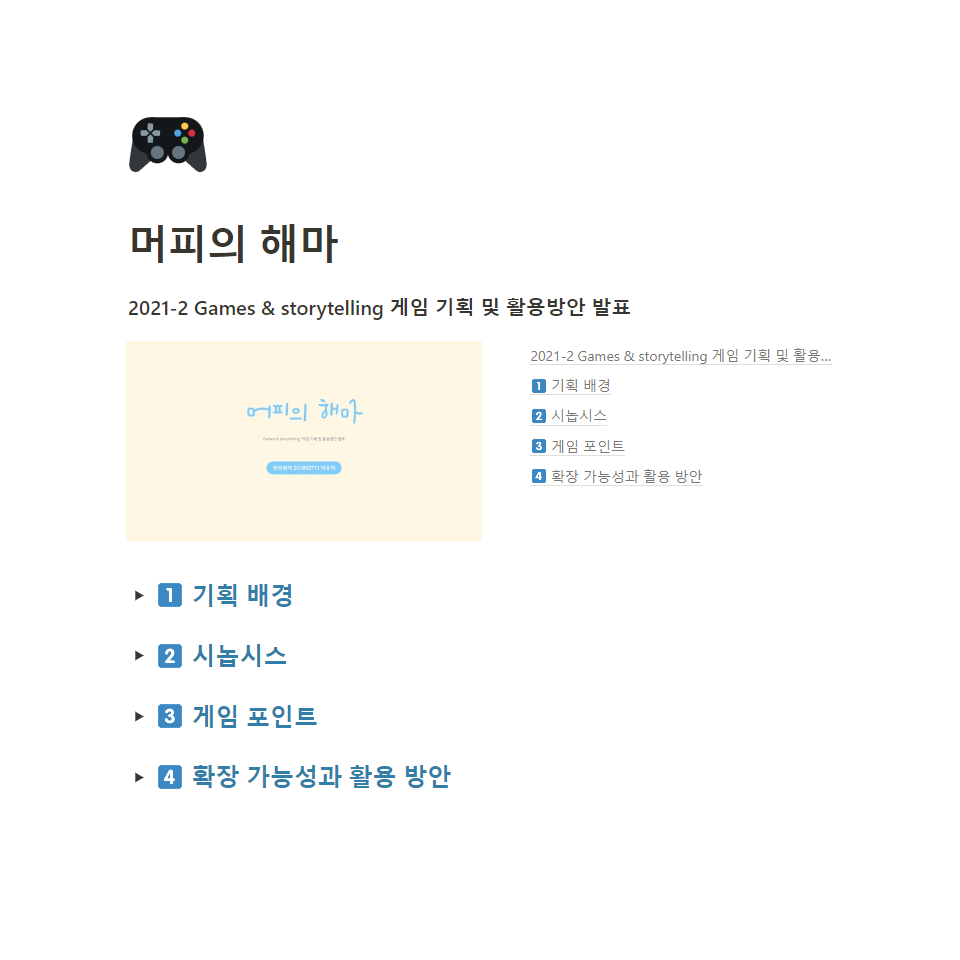 머피의 해마
2021-2 Games & storytelling 게임 기획 및 활용방안 발표
머피의 해마
Games & storytelling 게임 기획 및 활용방안 발표
2021-2 Games & storytelling 게임 기획 및 활용...
1 기획 배경
2 시놉시스
3 게임 포인트
4 확장 가능성과 활용 방안
1 기획 배경
2 시놉시스
3 게임 포인트
4 확장 가능성과 활용 방안